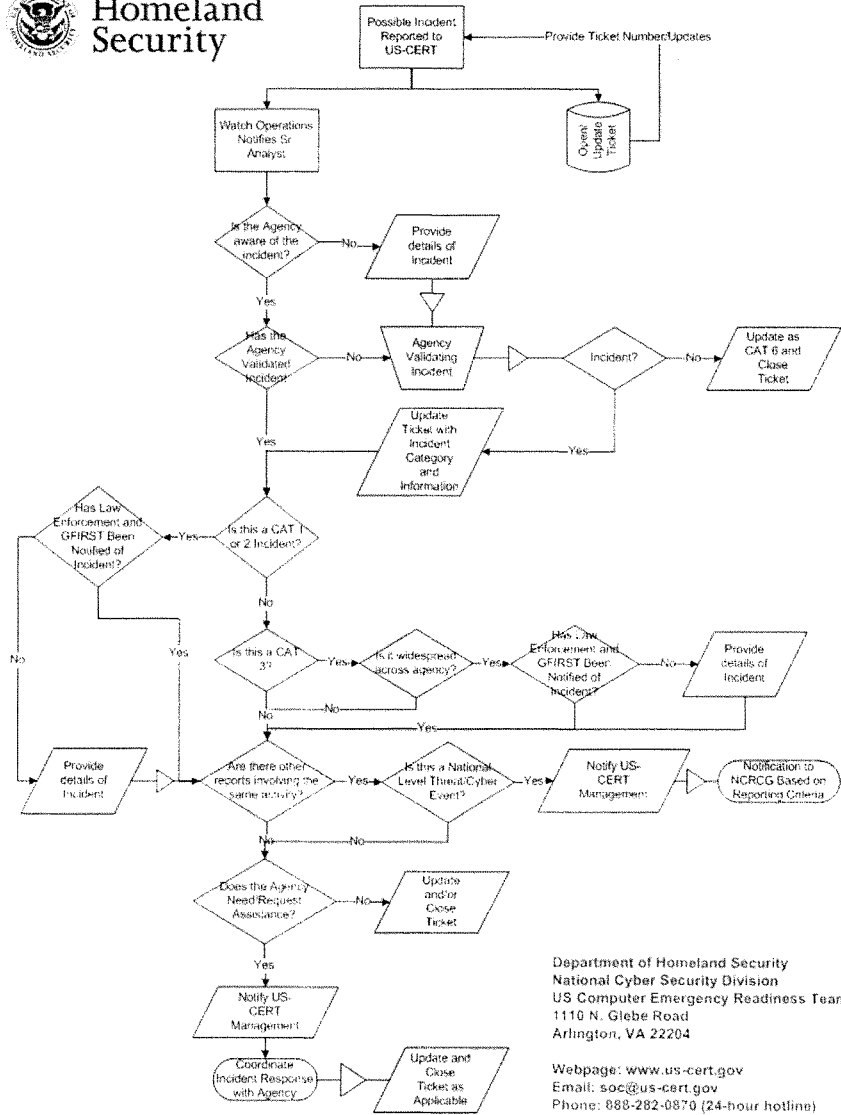 Homeland
Security
HOMELAND SECURITY
Possible Incident
Reported to
US-CERT
Provide Ticket Number/Updates
Watch Operations
Notifies Sr
Analyst
Open/
Update
Ticket
Is the Agency
aware of the
incident?
No
Provide
details of
Incident
Yes
Has the
Agency
Validated
Incident
No
Agency
Validating
Incident
Incident?
No
Update as
CAT 6 and
Close
Ticket
Yes
Update
Ticket with
Incident
Category
and
Information
Yes
Has Law
Enforcement and
GFIRST Been
Notified of
Incident?
Yes
Is this a CAT 1
or 2 Incident?
No
No
Yes
Is this a CAT
3?
Yes
Is it widespread
across agency?
Yes
Has Law
Enforcement and
GFIRST Been
Notified of
Incident?
No
Provide
details of
Incident
No
No
Yes
Provide
details of
Incident
Are there other
reports involving the
same activity?
Yes
Is this a National
Level Threat/Cyber
Event?
Yes
Notify US-
CERT
Management
Notification to
NCRCG Based on
Reporting Criteria
No
No
Does the Agency
Need/Request
Assistance?
No
Update
and/or
Close
Ticket
Yes
Notify US-
CERT
Management
Coordinate
Incident Response
with Agency
Update and
Close
Ticket as
Applicable
Department of Homeland Security
National Cyber Security Division
US Computer Emergency Readiness Tear
1110 N. Glebe Road
Arlington, VA 22204
Webpage: www.us-cert.gov
Email: soc@us-cert.gov
Phone: 888-282-0870 (24-hour hotline)